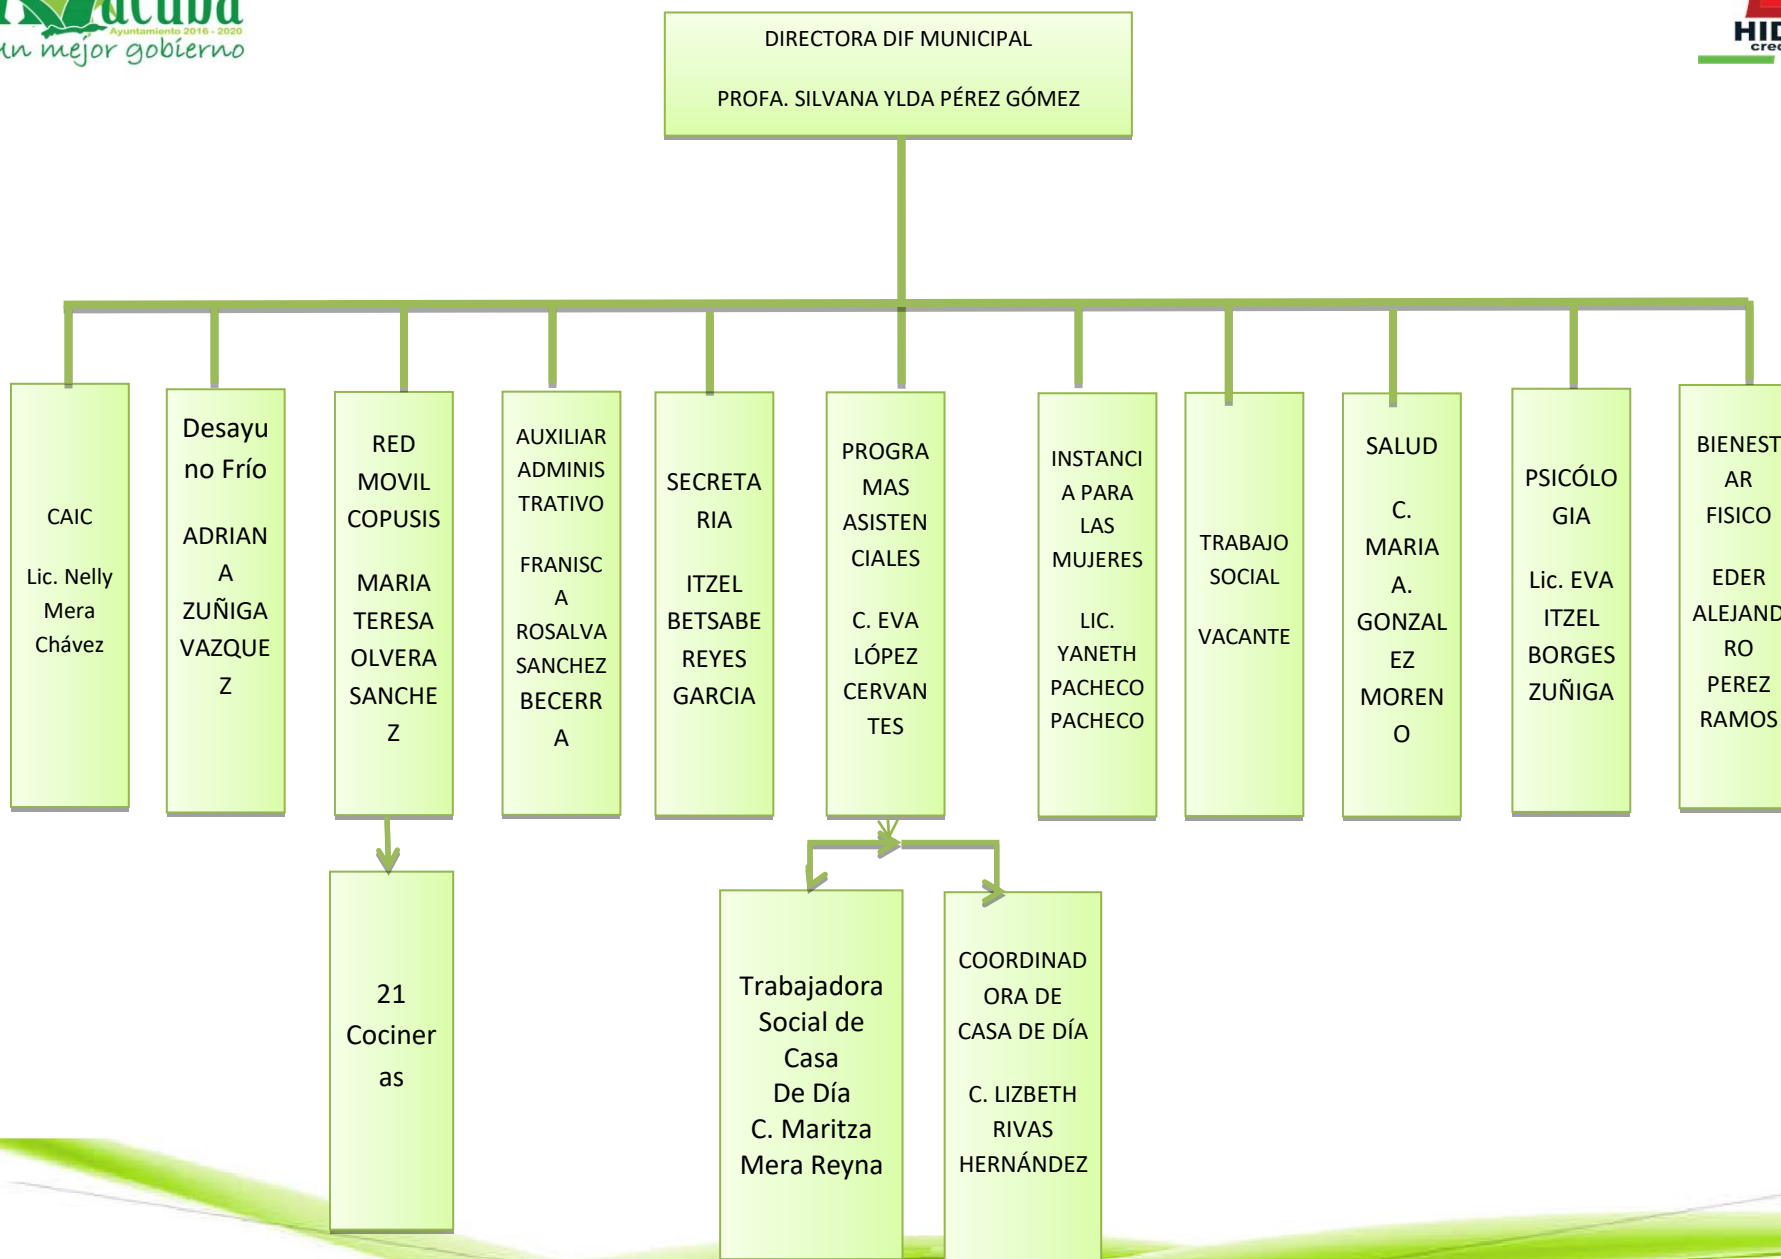 acuba
Ayuntamiento 2016 - 2020
un mejor gobierno
DIRECTORA DIF MUNICIPAL
PROFA. SILVANA YLDA PÉREZ GÓMEZ
CAIC
Lic. Nelly
Mera
Chávez
Desayu
no Frío
ADRIAN
A
ZUÑIGA
VAZQUE
Z
RED
MOVIL
COPUSIS
MARIA
TERESA
OLVERA
SANCHE
Z
AUXILIAR
ADMINIS
TRATIVO
FRANISC
A
ROSALVA
SANCHEZ
BECERR
A
SECRETA
RIA
ITZEL
BETSABE
REYES
GARCIA
PROGRA
MAS
ASISTEN
CIALES
C. EVA
LÓPEZ
CERVAN
TES
INSTANCI
A PARA
LAS
MUJERES
LIC.
YANETH
PACHECO
PACHECO
TRABAJO
SOCIAL
VACANTE
SALUD
C.
MARIA
A.
GONZAL
EZ
MOREN
O
PSICÓLO
GIA
Lic. EVA
ITZEL
BORGES
ZUÑIGA
BIENEST
AR
FISICO
EDER
ALEJAND
RO
PEREZ
RAMOS
21
Cociner
as
Trabajadora
Social de
Casa
De Día
C. Maritza
Mera Reyna
COORDINAD
ORA DE
CASA DE DÍA
C. LIZBETH
RIVAS
HERNÁNDEZ